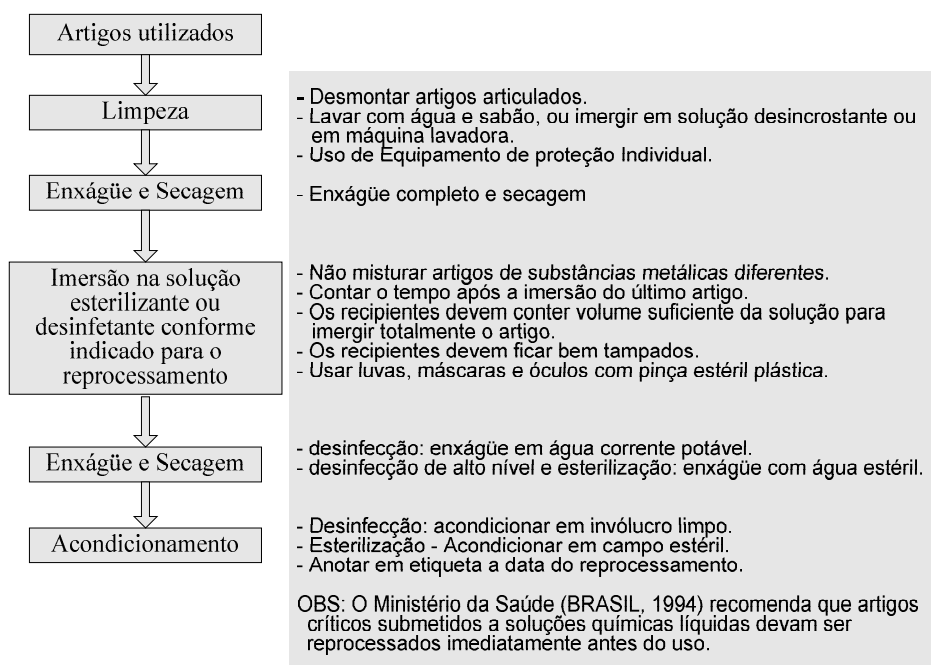 Artigos utilizados
Limpeza
- Desmontar artigos articulados.
- Lavar com água e sabão, ou imergir em solução desincrostante ou
em máquina lavadora.
- Uso de Equipamento de proteção Individual.
Enxágüe e Secagem
- Enxágüe completo e secagem
Imersão na solução
esterilizante ou
desinfetante conforme
indicado para o
reprocessamento
- Não misturar artigos de substâncias metálicas diferentes.
- Contar o tempo após a imersão do último artigo.
- Os recipientes devem conter volume suficiente da solução para
imergir totalmente o artigo.
- Os recipientes devem ficar bem tampados.
- Usar luvas, máscaras e óculos com pinça estéril plástica.
Enxágüe e Secagem
- desinfecção: enxágüe em água corrente potável.
- desinfecção de alto nível e esterilização: enxágüe com água estéril.
Acondicionamento
- Desinfecção: acondicionar em invólucro limpo.
- Esterilização - Acondicionar em campo estéril.
- Anotar em etiqueta a data do reprocessamento.
OBS: O Ministério da Saúde (BRASIL, 1994) recomenda que artigos
críticos submetidos a soluções químicas líquidas devam ser
reprocessados imediatamente antes do uso.